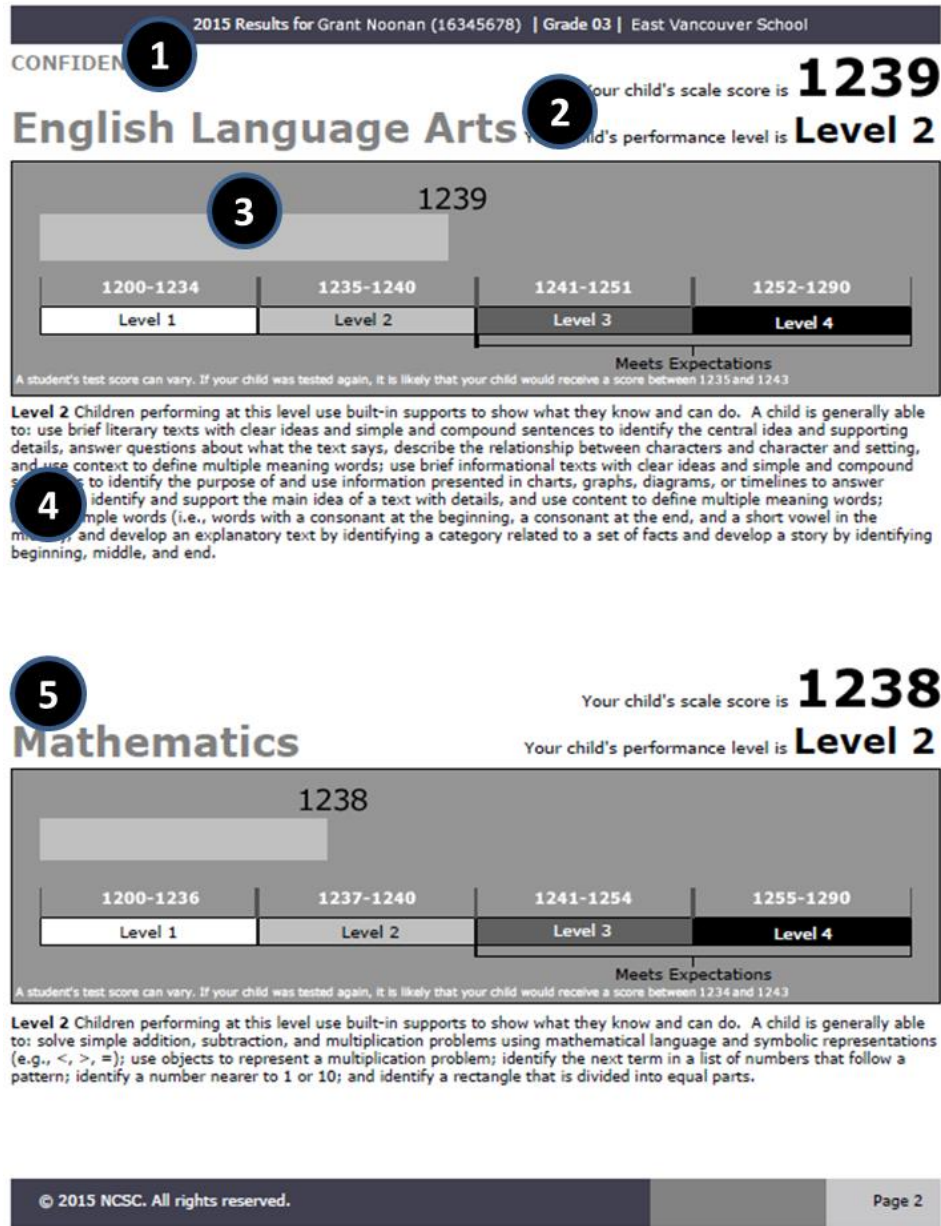 2015 Results for Grant Noonan (16345678) | Grade 03 | East Vancouver School
1
CONFIDEN
2
our child's scale score is 1239
English Language Arts
ild's performance level is Level 2
3
1239
1200-1234 1235-1240 1241-1251 1252-1290
Level 1 Level 2 Level 3 Level 4
Meets Expectations
A student's test score can vary. If your child was tested again, it is likely that your child would receive a score between 1235 and 1243
Level 2 Children performing at this level use built-in supports to show what they know and can do. A child is generally able
to: use brief literary texts with clear ideas and simple and compound sentences to identify the central idea and supporting
details, answer questions about what the text says, describe the relationship between characters and character and setting,
and use context to define multiple meaning words; use brief informational texts with clear ideas and simple and compound
to identify the purpose of and use information presented in charts, graphs, diagrams, or timelines to answer
4
identify and support the main idea of a text with details, and use content to define multiple meaning words;
mple words (i.e., words with a consonant at the beginning, a consonant at the end, and a short vowel in the
and develop an explanatory text by identifying a category related to a set of facts and develop a story by identifying
beginning, middle, and end.
5
Your child's scale score is 1238
Mathematics
Your child's performance level is Level 2
1238
1200-1236 1237-1240 1241-1254 1255-1290
Level 1 Level 2 Level 3 Level 4
Meets Expectations
A student's test score can vary. If your child was tested again, it is likely that your child would receive a score between 1234 and 1243
Level 2 Children performing at this level use built-in supports to show what they know and can do. A child is generally able
to: solve simple addition, subtraction, and multiplication problems using mathematical language and symbolic representations
(e.g., <, >, =); use objects to represent a multiplication problem; identify the next term in a list of numbers that follow a
pattern; identify a number nearer to 1 or 10; and identify a rectangle that is divided into equal parts.
© 2015 NCSC. All rights reserved. Page 2